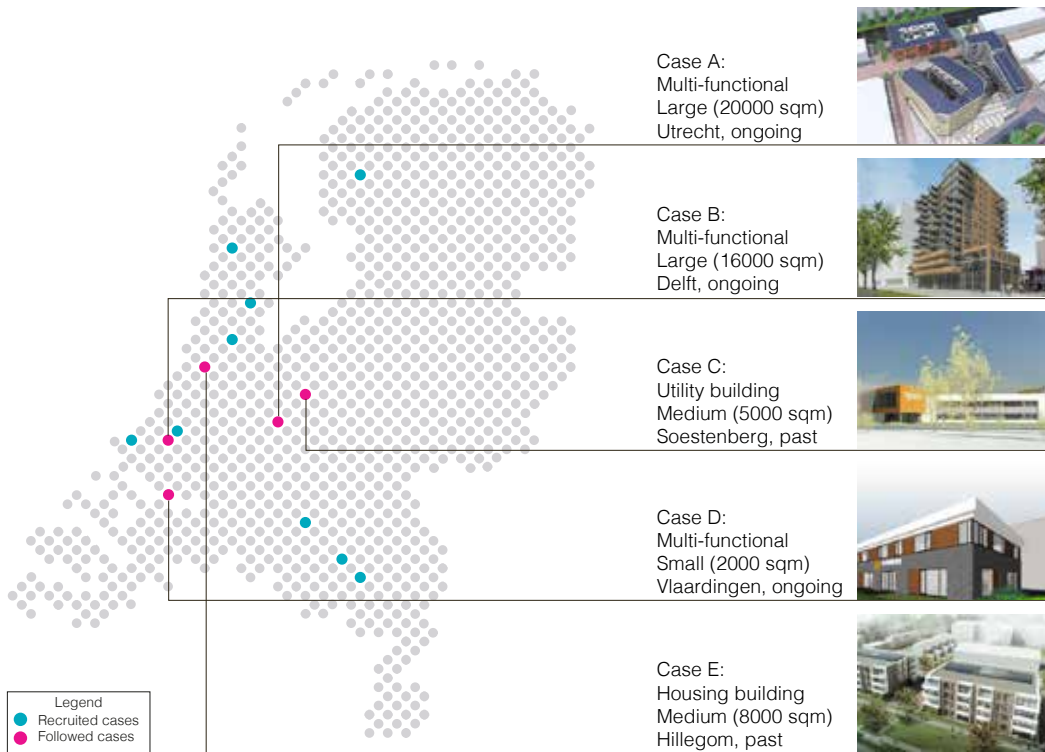 Case A:
Multi-functional
Large (20000 sqm)
Utrecht, ongoing
Case B:
Multi-functional
Large (16000 sqm)
Delft, ongoing
Case C:
Utility building
Medium (5000 sqm)
Soestenberg, past
Case D:
Multi-functional
Small (2000 sqm)
Vlaardingen, ongoing
Case E:
Housing building
Medium (8000 sqm)
Hillegom, past
Legend
Recruited cases
Followed cases